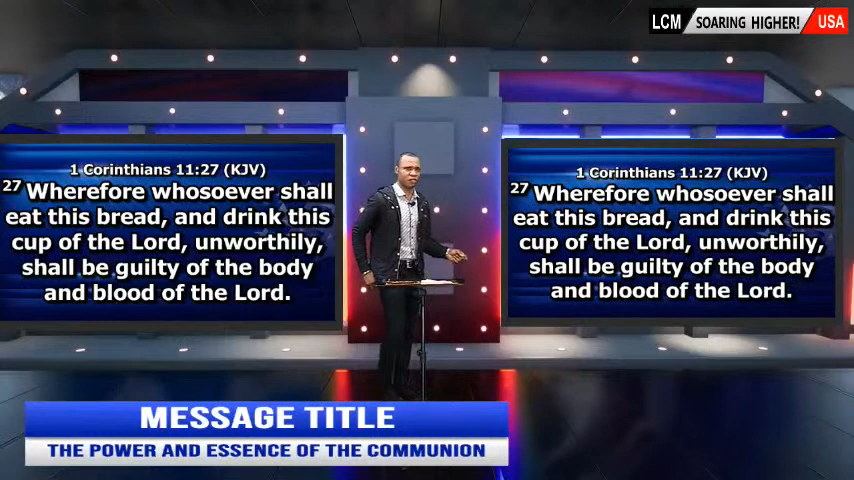 LCM SOARING HIGHER! USA
1 Corinthians 11:27 (KJV)
27 Wherefore whosoever shall
eat this bread, and drink this
cup of the Lord, unworthily,
shall be guilty of the body
and blood of the Lord.
1 Corinthians 11:27 (KJV)
27 Wherefore whosoever shall
eat this bread, and drink this
cup of the Lord, unworthily,
shall be guilty of the body
and blood of the Lord.
MESSAGE TITLE
THE POWER AND ESSENCE OF THE COMMUNION